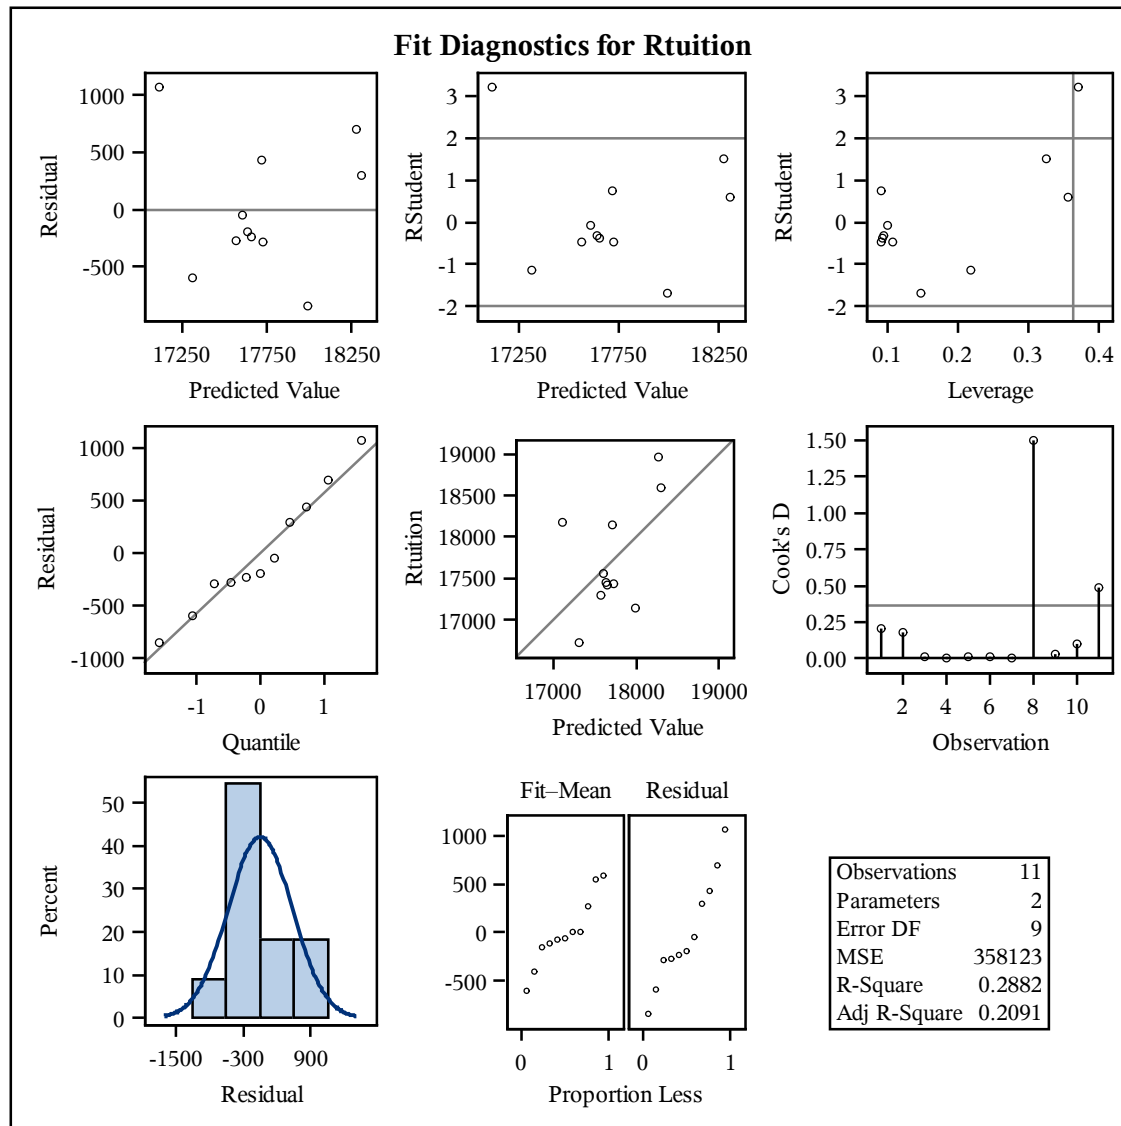 Fit Diagnostics for Rtuition
1000
500
0
-500
Residual
17250 17750 18250
Predicted Value
3
2
1
0
-1
-2
RStudent
17250 17750 18250
Predicted Value
3
2
1
0
-1
-2
RStudent
0.1 0.2 0.3 0.4
Leverage
1000
500
0
-500
-1000
Residual
-1 0 1
Quantile
19000
18500
18000
17500
17000
Rtuition
17000 18000 19000
Predicted Value
1.50
1.25
1.00
0.75
0.50
0.25
0.00
Cook's D
2 4 6 8 10
Observation
50
40
30
20
10
0
Percent
-1500 -300 900
Residual
Fit–Mean Residual
1000
500
0
-500
0 1 0 1
Proportion Less
Observations 11
Parameters 2
Error DF 9
MSE 358123
R-Square 0.2882
Adj R-Square 0.2091